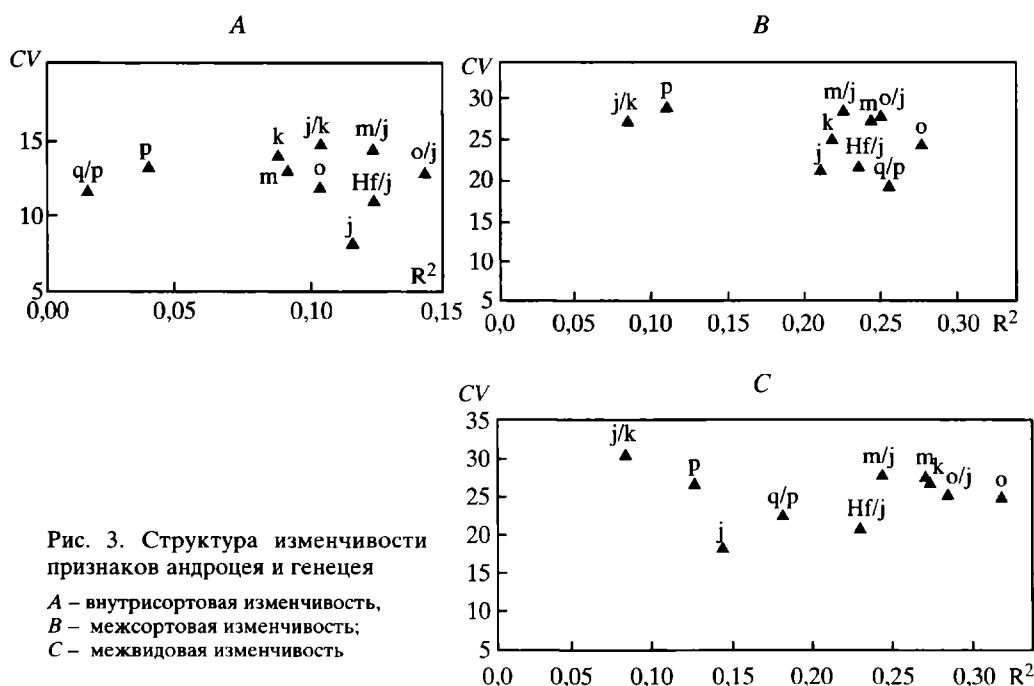 A
CV
15
10
5
0,00
0,05
0,10
0,15
R²
q/p
p
k
m
j/k
o
m/j
Hf/j
j
o/j
B
CV
30
25
20
15
10
5
0,0
0,05
0,10
0,15
0,20
0,25
0,30
R²
j/k
p
m/j
m
o/j
k
o
j
Hf/j
q/p
C
CV
35
30
25
20
15
10
5
0,0
0,05
0,10
0,15
0,20
0,25
0,30
R²
j/k
p
j
q/p
m/j
Hf/j
m
k
o/j
o
Рис. 3. Структура изменчивости
признаков андроцея и генецея
A – внутрисортовая изменчивость,
B – межсортовая изменчивость;
C – межвидовая изменчивость